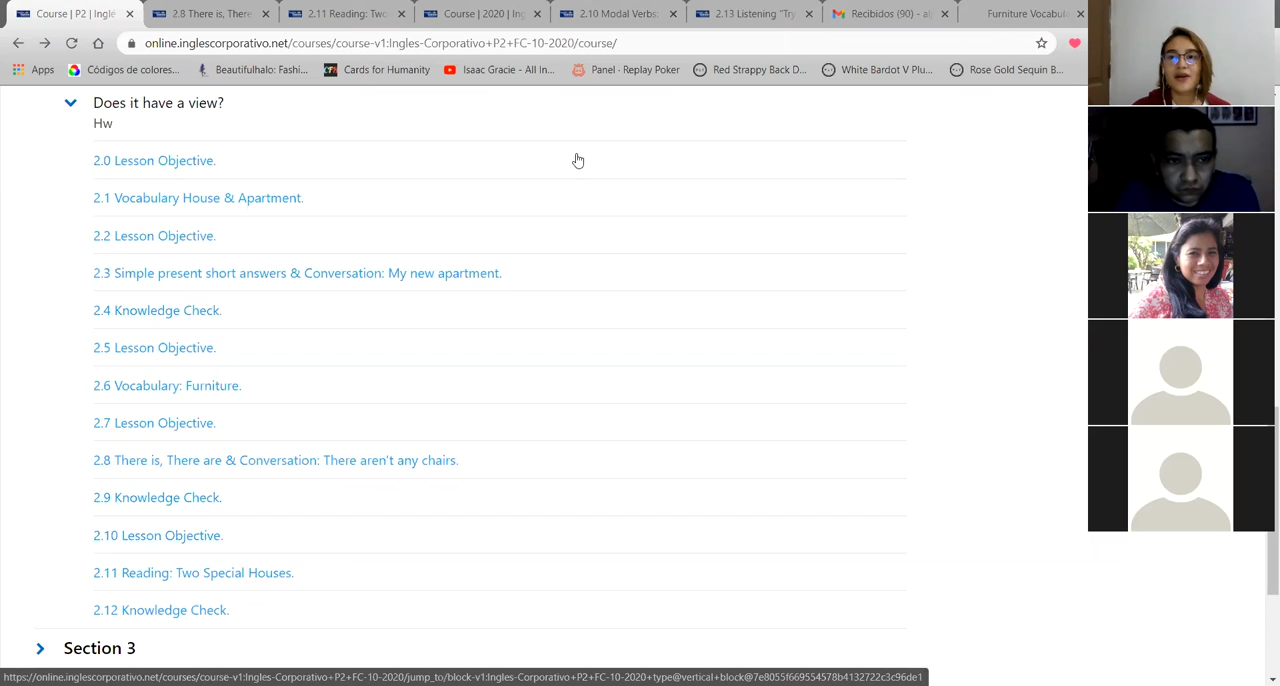 Course | P2 | Inglé
2.8 There is, There
2.11 Reading: Two
Course | 2020 | Ing
2.10 Modal Verbs:
2.13 Listening "Try
Recibidos (90) - al
Furniture Vocabula
online.inglescorporativo.net/courses/course-v1:Ingles-Corporativo+P2+FC-10-2020/course/
Apps
Códigos de colores...
Beautifulhalo: Fashi...
Cards for Humanity
Isaac Gracie - All In...
Panel · Replay Poker
Red Strappy Back D...
White Bardot V Plu...
Rose Gold Sequin B...
Does it have a view?
Hw
2.0 Lesson Objective.
2.1 Vocabulary House & Apartment.
2.2 Lesson Objective.
2.3 Simple present short answers & Conversation: My new apartment.
2.4 Knowledge Check.
2.5 Lesson Objective.
2.6 Vocabulary: Furniture.
2.7 Lesson Objective.
2.8 There is, There are & Conversation: There aren't any chairs.
2.9 Knowledge Check.
2.10 Lesson Objective.
2.11 Reading: Two Special Houses.
2.12 Knowledge Check.
Section 3
https://online.inglescorporativo.net/courses/course-v1:Ingles-Corporativo+P2+FC-10-2020/jump_to/block-v1:Ingles-Corporativo+P2+FC-10-2020+type@vertical+block@7e8055f669554578b4132722c3c96de1